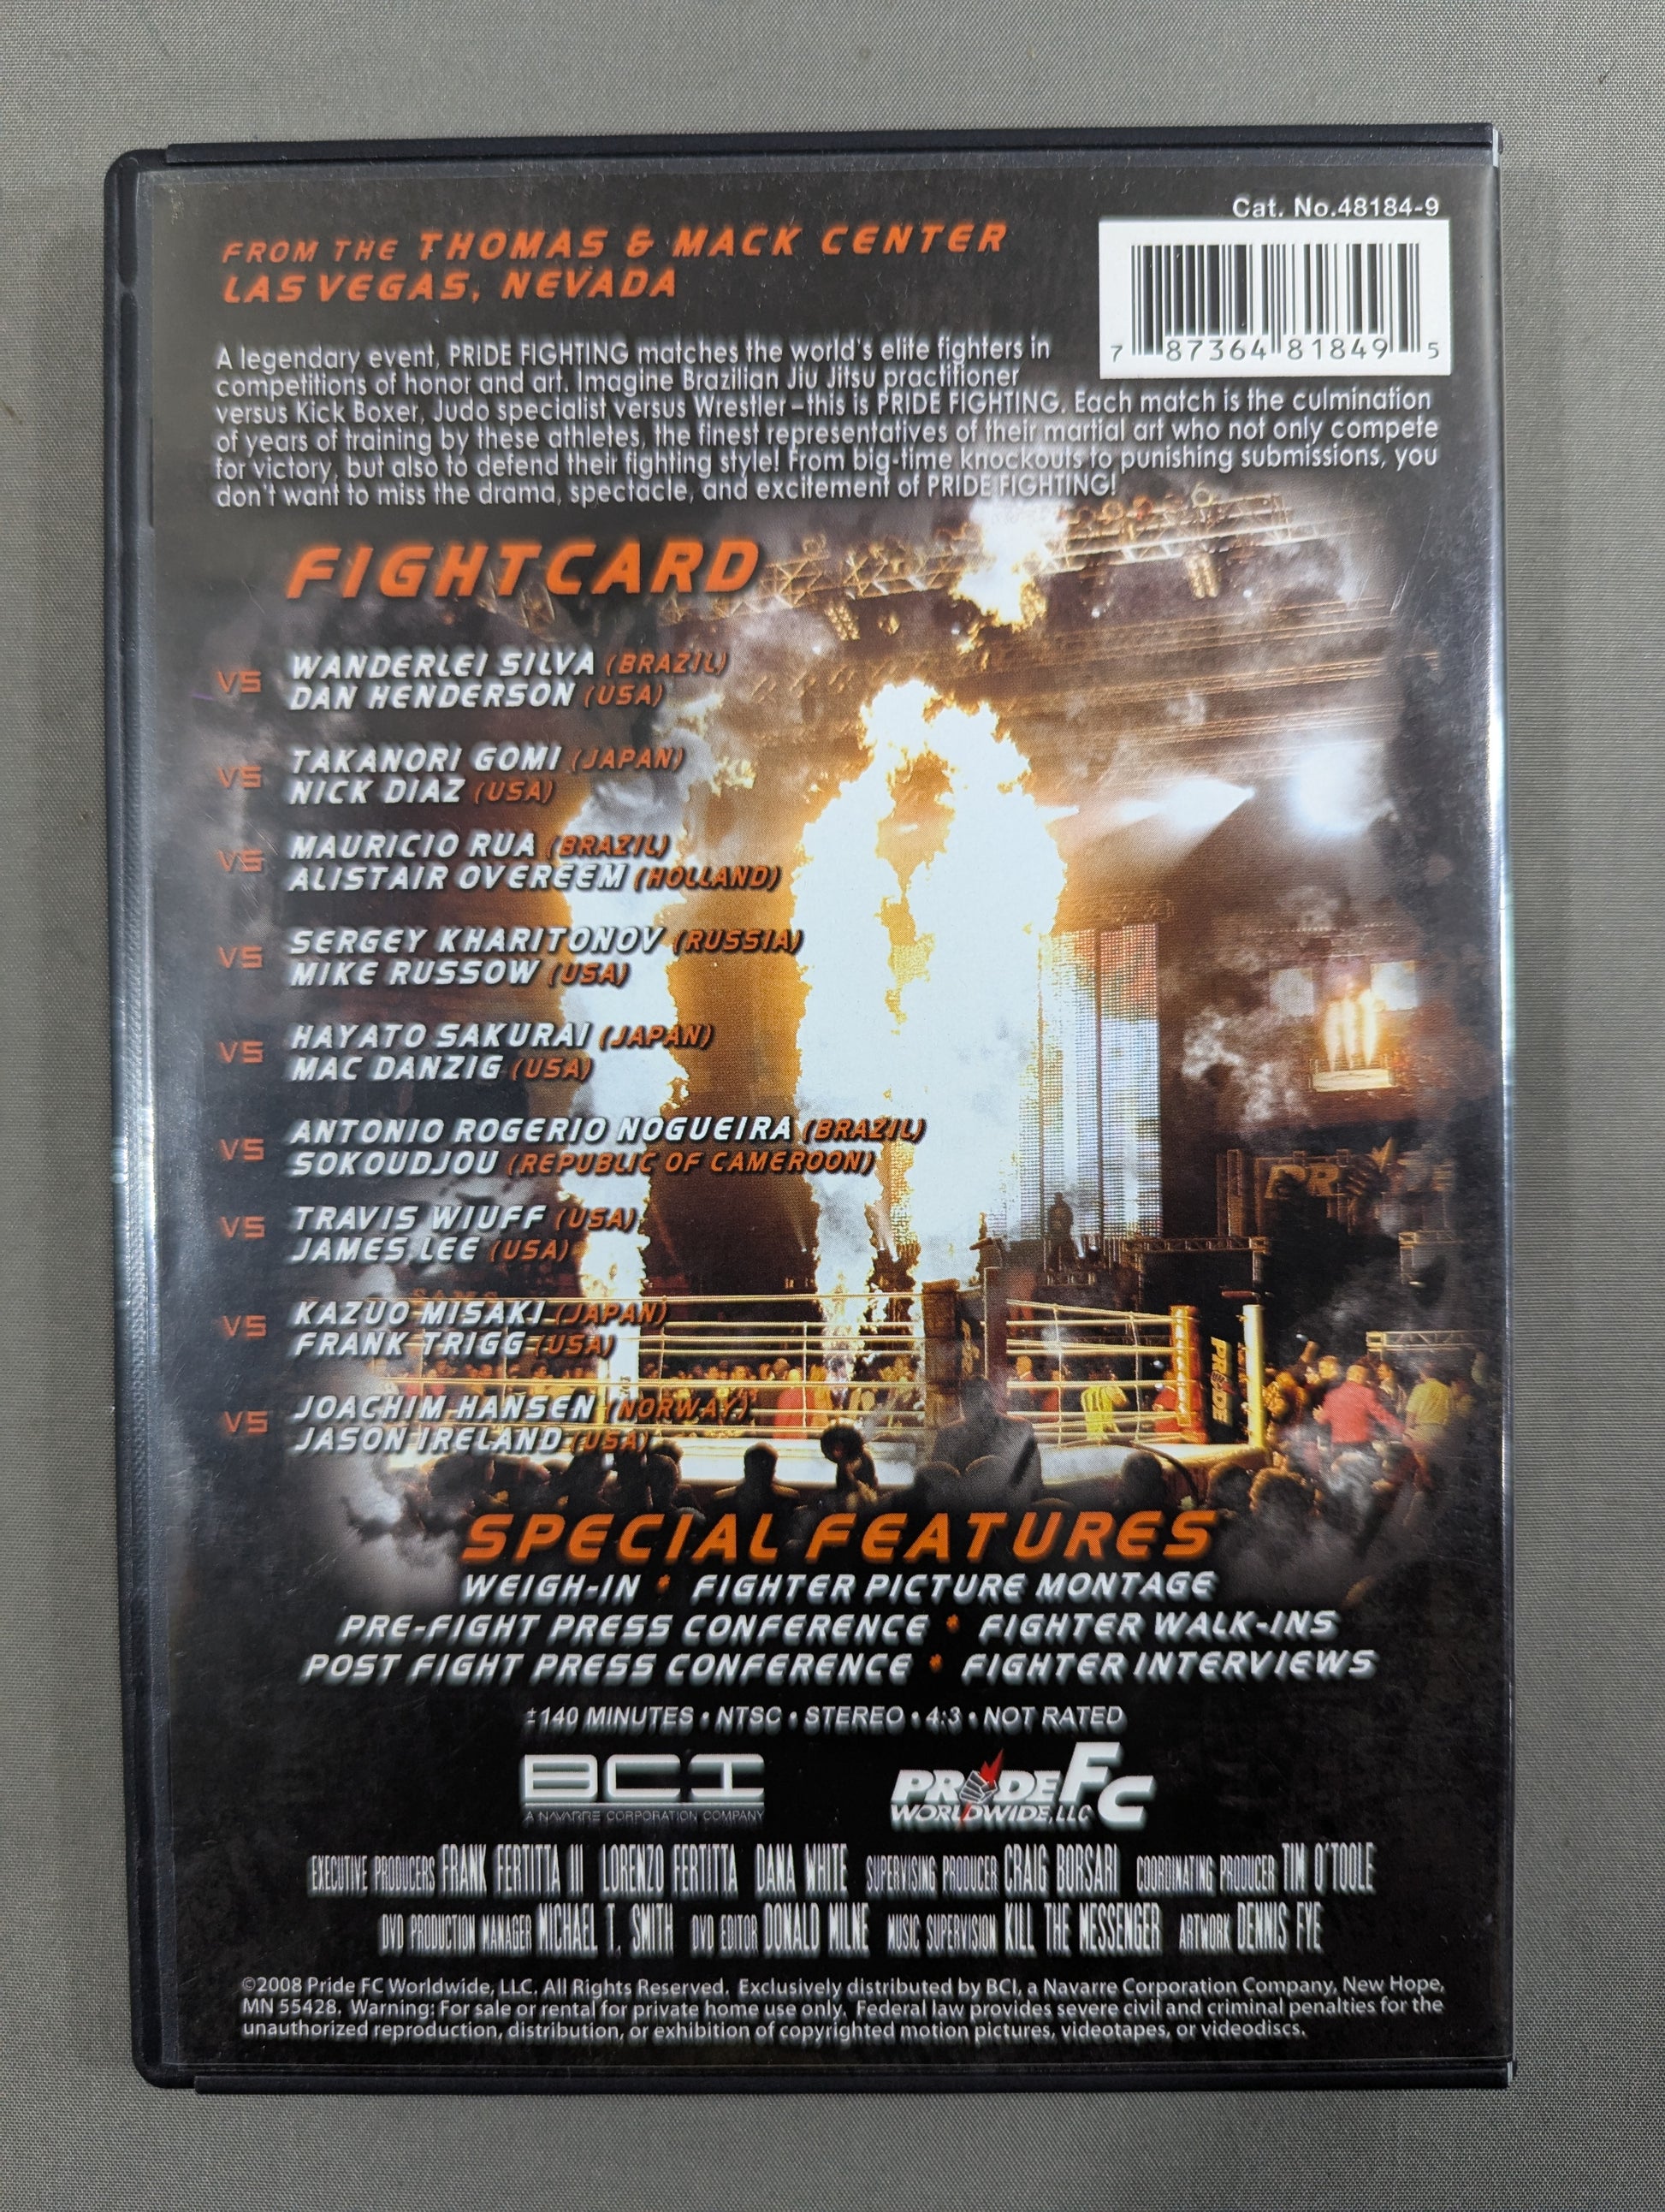 Cat. No.48184-9
FROM THE THOMAS & MACK CENTER
LAS VEGAS, NEVADA
7 87364 81849 5
A legendary event, PRIDE FIGHTING matches the world's elite fighters in
competitions of honor and art. Imagine Brazilian Jiu Jitsu practitioner
versus Kick Boxer, Judo specialist versus Wrestler–this is PRIDE FIGHTING. Each match is the culmination
of years of training by these athletes, the finest representatives of their martial art who not only compete
for victory, but also to defend their fighting style! From big-time knockouts to punishing submissions, you
don't want to miss the drama, spectacle, and excitement of PRIDE FIGHTING!
FIGHTCARD
VS
WANDERLEI SILVA (BRAZIL)
DAN HENDERSON (USA)
VS
TAKANORI GOMI (JAPAN)
NICK DIAZ (USA)
VS
MAURICIO RUA (BRAZIL)
ALISTAIR OVEREEM (HOLLAND)
VS
SERGEY KHARITONOV (RUSSIA)
MIKE RUSSOW (USA)
VS
HAYATO SAKURAI (JAPAN)
MAC DANZIG (USA)
VS
ANTONIO ROGERIO NOGUEIRA (BRAZIL)
SOKOUDJOU (REPUBLIC OF CAMEROON)
VS
TRAVIS WIUFF (USA)
JAMES LEE (USA)
VS
KAZUO MISAKI (JAPAN)
FRANK TRIGG (USA)
VS
JOACHIM HANSEN (NORWAY)
JASON IRELAND (USA)
PRIDE
SPECIAL FEATURES
WEIGH-IN * FIGHTER PICTURE MONTAGE
PRE-FIGHT PRESS CONFERENCE * FIGHTER WALK-INS
POST FIGHT PRESS CONFERENCE * FIGHTER INTERVIEWS
±140 MINUTES • NTSC • STEREO • 4:3 • NOT RATED
BCI
A NAVARRE CORPORATION COMPANY
PRIDE FC
WORLDWIDE, LLC
EXECUTIVE PRODUCERS FRANK FERTITTA III LORENZO FERTITTA DANA WHITE SUPERVISING PRODUCER CRAIG BORSARI COORDINATING PRODUCER TIM O'TOOLE
DVD PRODUCTION MANAGER MICHAEL T. SMITH DVD EDITOR DONALD MILNE MUSIC SUPERVISION KILL THE MESSENGER ARTWORK DENNIS FYE
©2008 Pride FC Worldwide, LLC. All Rights Reserved. Exclusively distributed by BCI, a Navarre Corporation Company, New Hope,
MN 55428. Warning: For sale or rental for private home use only. Federal law provides severe civil and criminal penalties for the
unauthorized reproduction, distribution, or exhibition of copyrighted motion pictures, videotapes, or videodiscs.